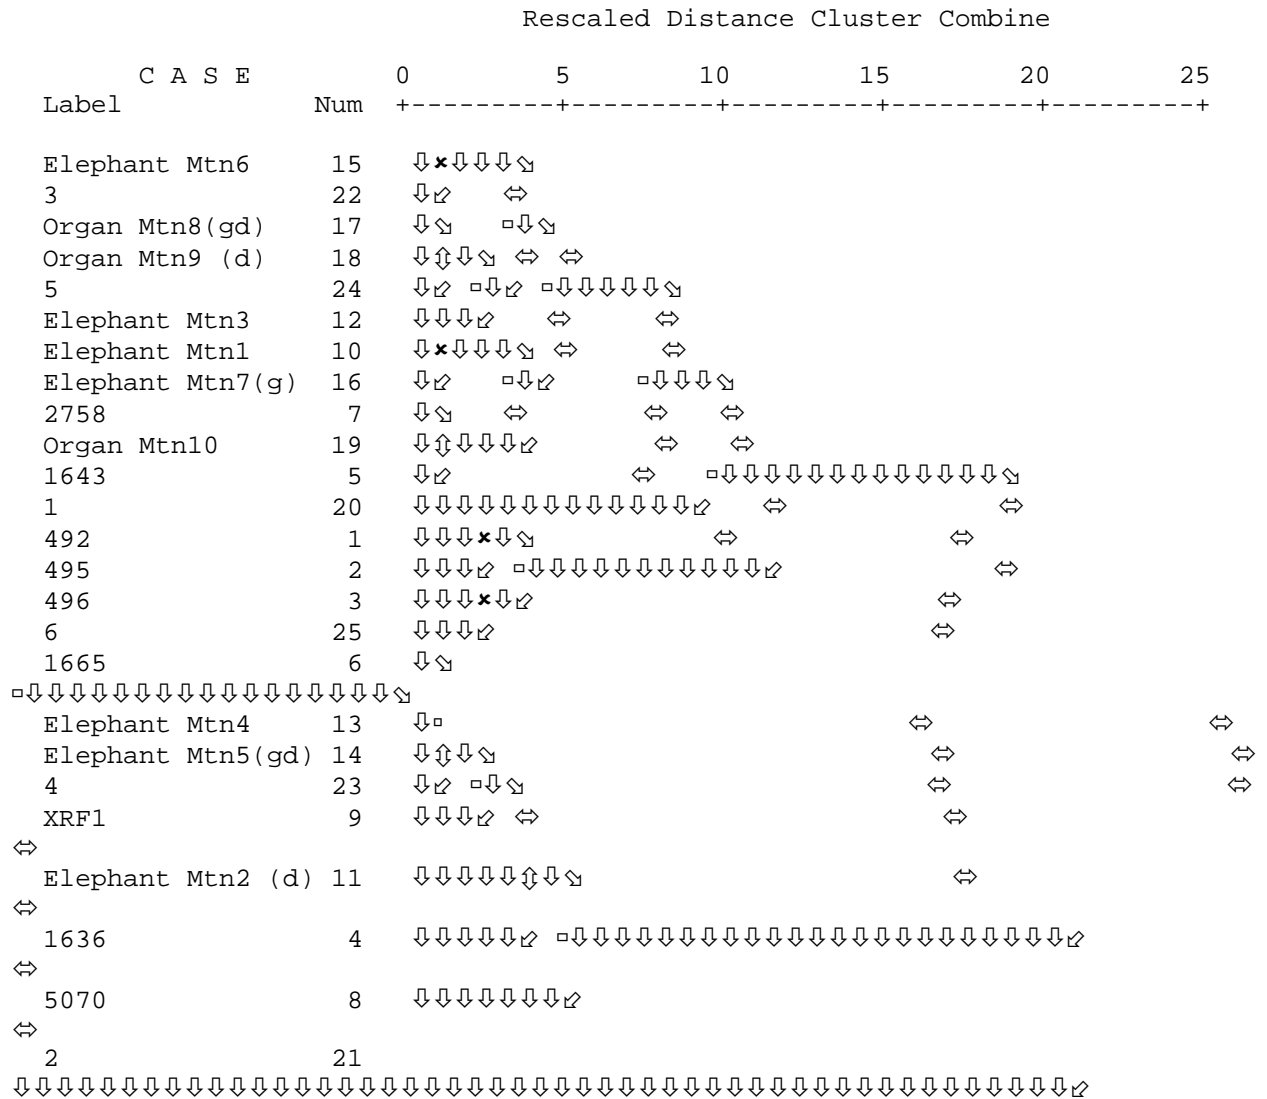 Rescaled Distance Cluster Combine
C A S E 0 5 10 15 20 25
Label Num +---------+---------+---------+---------+---------+
Elephant Mtn6 15 ⇩×⇩⇩⇩⬂
3 22 ⇩⬃ ⬄
Organ Mtn8(gd) 17 ⇩⬂ ▫⇩⬂
Organ Mtn9 (d) 18 ⇩⇳⇩⬂ ⬄ ⬄
5 24 ⇩⬃ ▫⇩⬃ ▫⇩⇩⇩⇩⇩⬂
Elephant Mtn3 12 ⇩⇩⇩⬃ ⬄ ⬄
Elephant Mtn1 10 ⇩×⇩⇩⇩⬂ ⬄ ⬄
Elephant Mtn7(g) 16 ⇩⬃ ▫⇩⬃ ▫⇩⇩⇩⬂
2758 7 ⇩⬂ ⬄ ⬄ ⬄
Organ Mtn10 19 ⇩⇳⇩⇩⇩⬃ ⬄ ⬄
1643 5 ⇩⬃ ⬄ ▫⇩⇩⇩⇩⇩⇩⇩⇩⇩⇩⇩⇩⇩⬂
1 20 ⇩⇩⇩⇩⇩⇩⇩⇩⇩⇩⇩⇩⇩⬃ ⬄ ⬄
492 1 ⇩⇩⇩×⇩⬂ ⬄ ⬄
495 2 ⇩⇩⇩⬃ ▫⇩⇩⇩⇩⇩⇩⇩⇩⇩⇩⇩⬃ ⬄
496 3 ⇩⇩⇩×⇩⬃ ⬄
6 25 ⇩⇩⇩⬃ ⬄
1665 6 ⇩⬂
▫⇩⇩⇩⇩⇩⇩⇩⇩⇩⇩⇩⇩⇩⇩⇩⇩⇩⬂
Elephant Mtn4 13 ⇩▫ ⬄ ⬄
Elephant Mtn5(gd) 14 ⇩⇳⇩⬂ ⬄ ⬄
4 23 ⇩⬃ ▫⇩⬂ ⬄ ⬄
XRF1 9 ⇩⇩⇩⬃ ⬄ ⬄
⬄
Elephant Mtn2 (d) 11 ⇩⇩⇩⇩⇩⇳⇩⬂ ⬄
⬄
1636 4 ⇩⇩⇩⇩⇩⬃ ▫⇩⇩⇩⇩⇩⇩⇩⇩⇩⇩⇩⇩⇩⇩⇩⇩⇩⇩⇩⇩⇩⇩⇩⬃
⬄
5070 8 ⇩⇩⇩⇩⇩⇩⇩⬃
⬄
2 21
⇩⇩⇩⇩⇩⇩⇩⇩⇩⇩⇩⇩⇩⇩⇩⇩⇩⇩⇩⇩⇩⇩⇩⇩⇩⇩⇩⇩⇩⇩⇩⇩⇩⇩⇩⇩⇩⇩⇩⇩⇩⇩⇩⇩⇩⇩⇩⇩⇩⬃